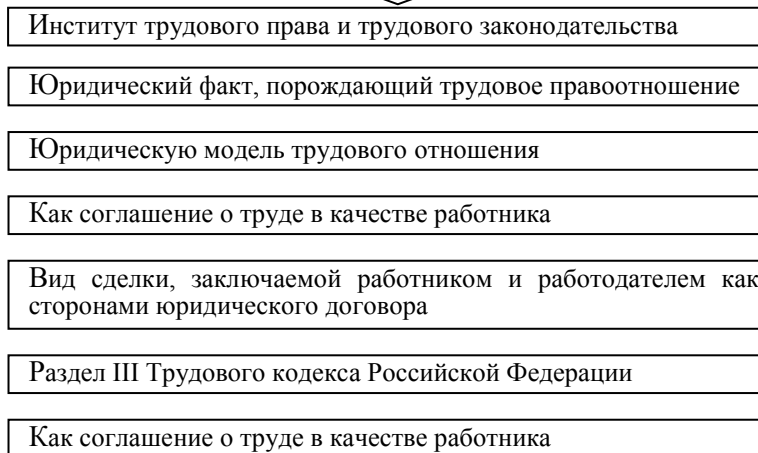 Институт трудового права и трудового законодательства
Юридический факт, порождающий трудовое правоотношение
Юридическую модель трудового отношения
Как соглашение о труде в качестве работника
Вид сделки, заключаемой работником и работодателем как
сторонами юридического договора
Раздел III Трудового кодекса Российской Федерации
Как соглашение о труде в качестве работника